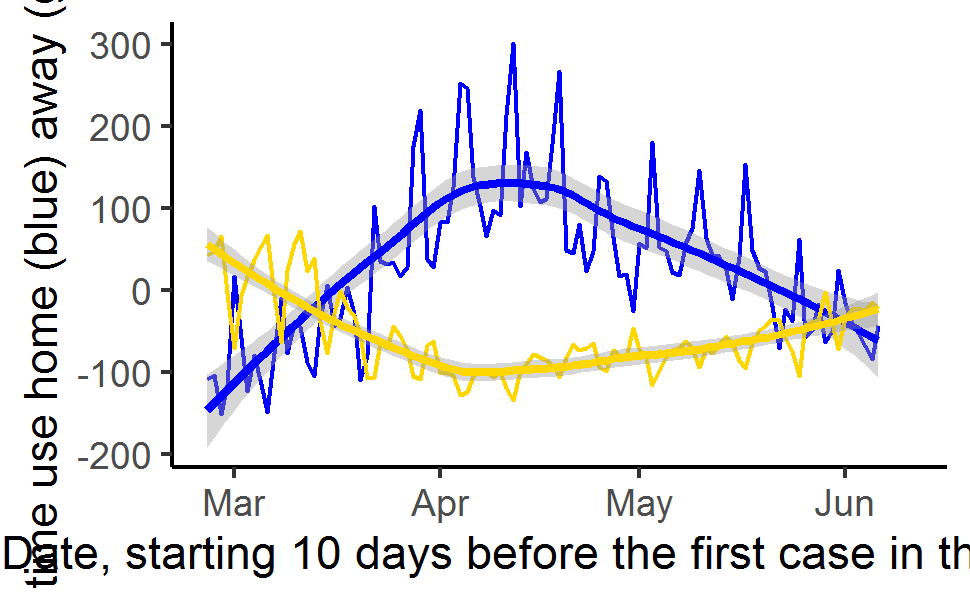 time use home (blue) away (
300
200
100
0
-100
-200
Mar Apr May Jun
Date, starting 10 days before the first case in th